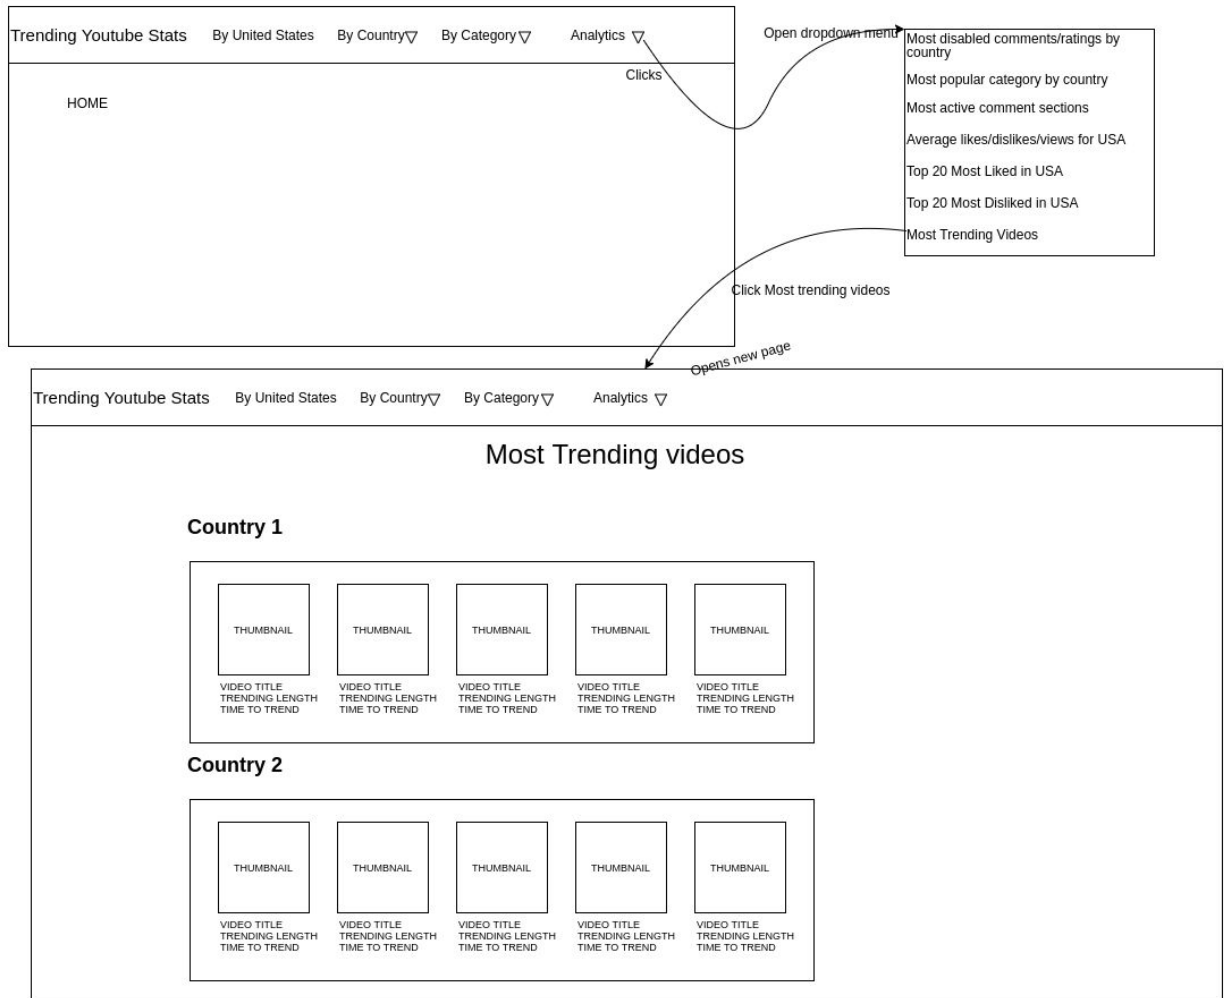 Trending Youtube Stats By United States By Country By Category Analytics
Open dropdown menu
Clicks
HOME
Most disabled comments/ratings by
country
Most popular category by country
Most active comment sections
Average likes/dislikes/views for USA
Top 20 Most Liked in USA
Top 20 Most Disliked in USA
Most Trending Videos
Click Most trending videos
Opens new page
Trending Youtube Stats By United States By Country By Category Analytics
Most Trending videos
Country 1
THUMBNAIL THUMBNAIL THUMBNAIL THUMBNAIL THUMBNAIL
VIDEO TITLE VIDEO TITLE VIDEO TITLE VIDEO TITLE VIDEO TITLE
TRENDING LENGTH TRENDING LENGTH TRENDING LENGTH TRENDING LENGTH TRENDING LENGTH
TIME TO TREND TIME TO TREND TIME TO TREND TIME TO TREND TIME TO TREND
Country 2
THUMBNAIL THUMBNAIL THUMBNAIL THUMBNAIL THUMBNAIL
VIDEO TITLE VIDEO TITLE VIDEO TITLE VIDEO TITLE VIDEO TITLE
TRENDING LENGTH TRENDING LENGTH TRENDING LENGTH TRENDING LENGTH TRENDING LENGTH
TIME TO TREND TIME TO TREND TIME TO TREND TIME TO TREND TIME TO TREND